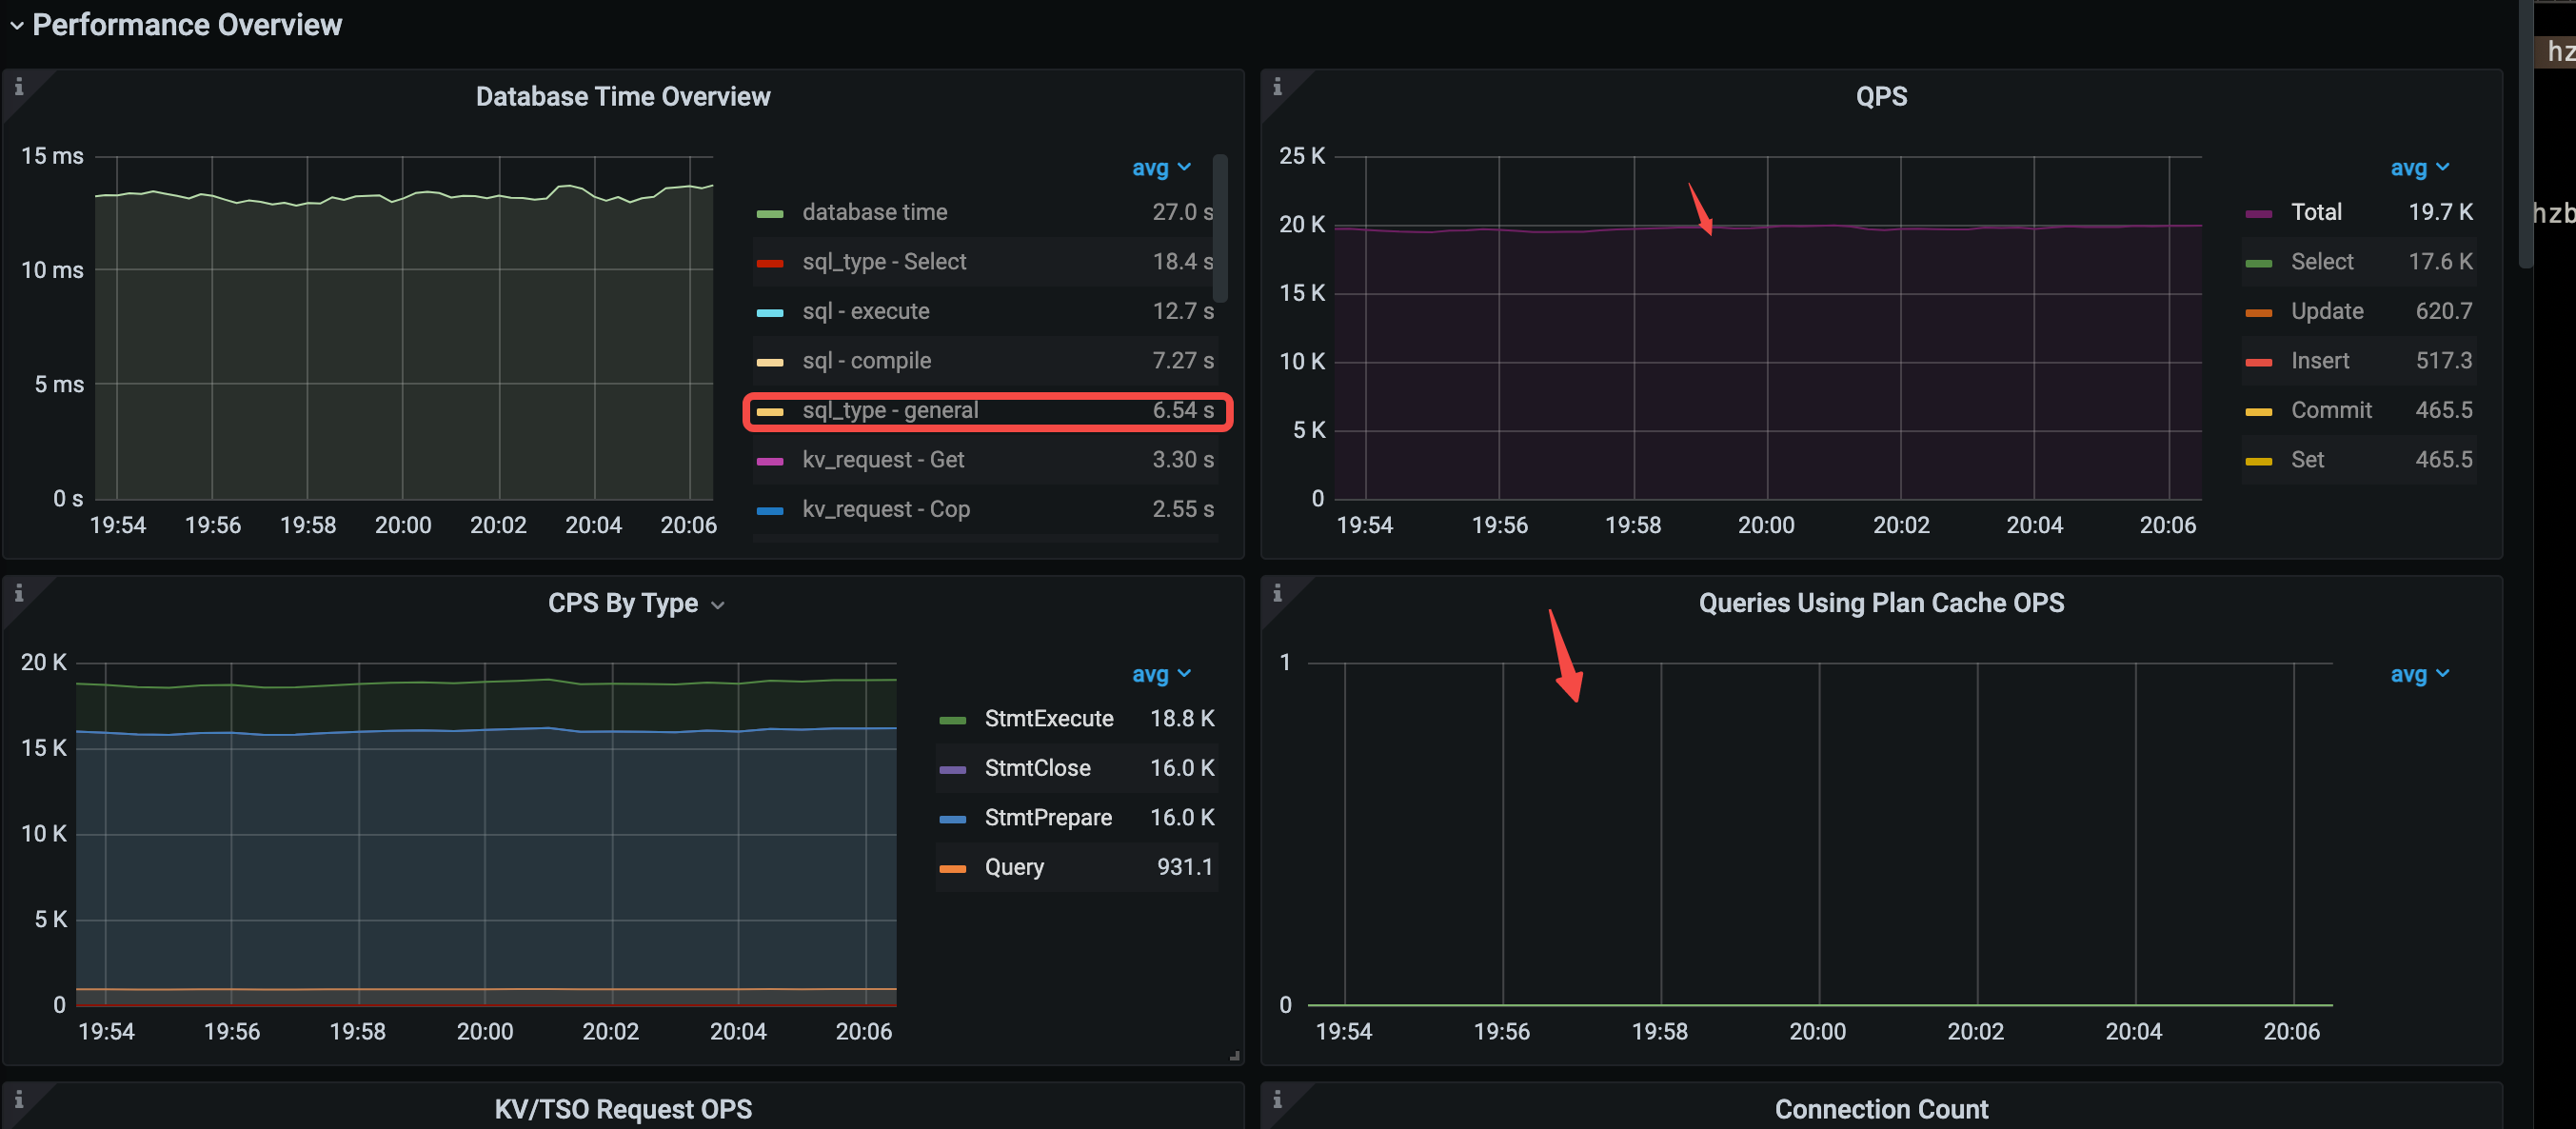 Performance Overview
hz
Database Time Overview
15 ms
10 ms
5 ms
0 s
19:54 19:56 19:58 20:00 20:02 20:04 20:06
avg
database time 27.0 s
sql_type - Select 18.4 s
sql - execute 12.7 s
sql - compile 7.27 s
sql_type - general 6.54 s
kv_request - Get 3.30 s
kv_request - Cop 2.55 s
QPS
25 K
20 K
15 K
10 K
5 K
0
19:54 19:56 19:58 20:00 20:02 20:04 20:06
avg
Total 19.7 K
Select 17.6 K
Update 620.7
Insert 517.3
Commit 465.5
Set 465.5
hzb
CPS By Type
20 K
15 K
10 K
5 K
0
19:54 19:56 19:58 20:00 20:02 20:04 20:06
avg
StmtExecute 18.8 K
StmtClose 16.0 K
StmtPrepare 16.0 K
Query 931.1
Queries Using Plan Cache OPS
1
0
19:54 19:56 19:58 20:00 20:02 20:04 20:06
avg
KV/TSO Request OPS
Connection Count